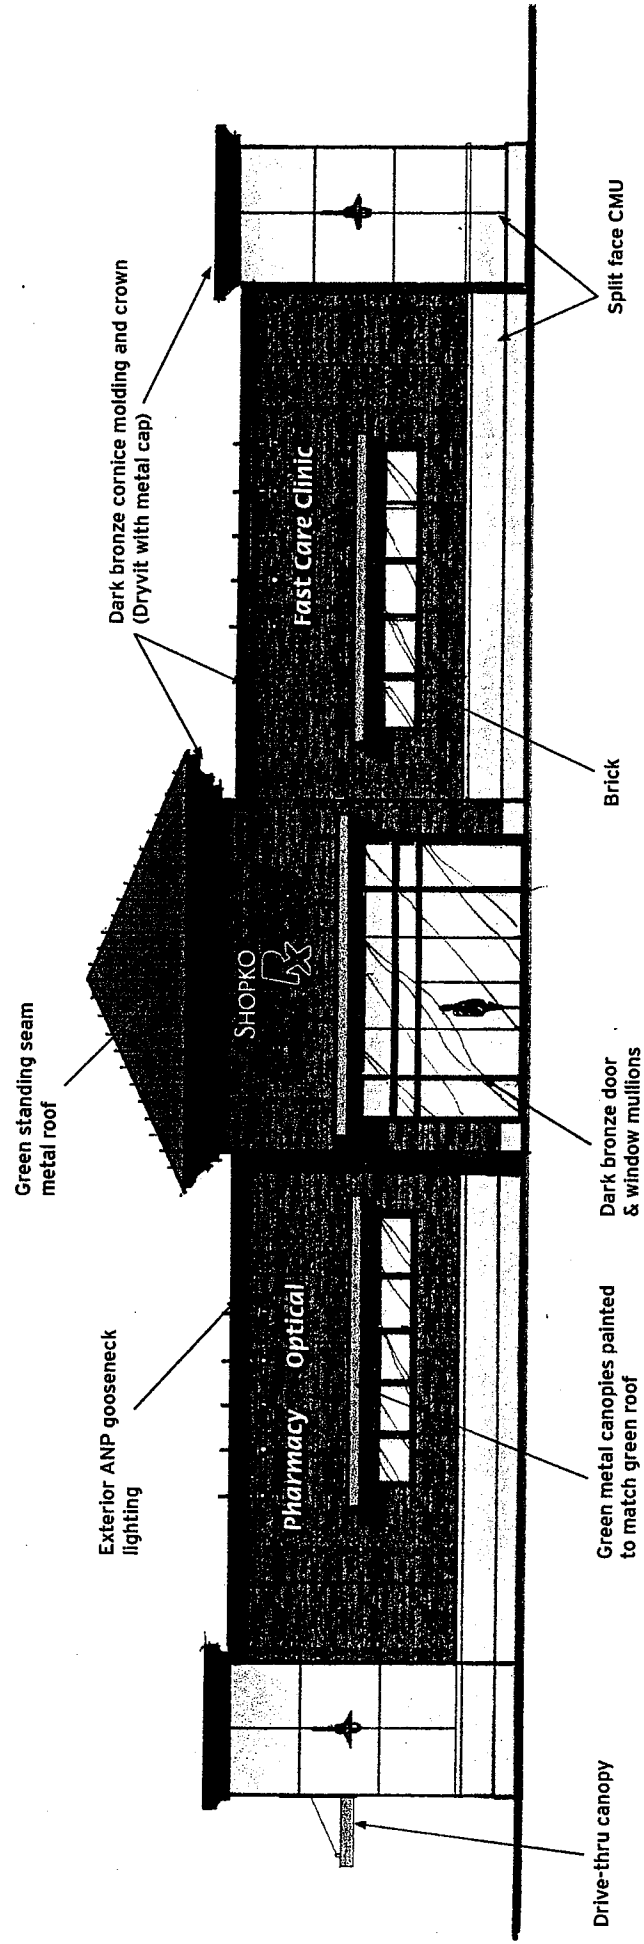 Green standing seam
metal roof
Dark bronze cornice molding and crown
(Dryvit with metal cap)
Exterior ANP gooseneck
lighting
SHOPKO
Rx
Pharmacy Optical
Fast Care Clinic
Drive-thru canopy
Green metal canopies painted
to match green roof
Dark bronze door
& window mullions
Brick
Split face CMU